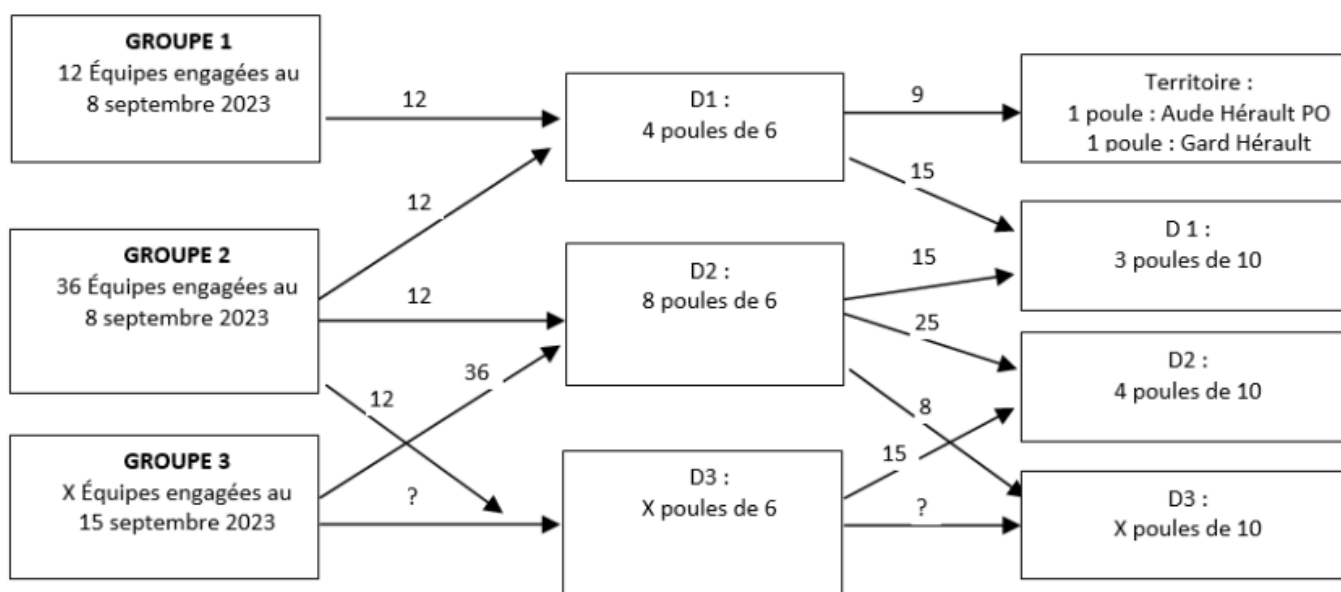 GROUPE 1
12 Équipes engagées au
8 septembre 2023
GROUPE 2
36 Équipes engagées au
8 septembre 2023
GROUPE 3
X Équipes engagées au
15 septembre 2023
12
12
12
36
12
?
D1 :
4 poules de 6
D2 :
8 poules de 6
D3 :
X poules de 6
9
15
15
25
8
15
?
Territoire :
1 poule : Aude Hérault PO
1 poule : Gard Hérault
D 1 :
3 poules de 10
D2 :
4 poules de 10
D3 :
X poules de 10